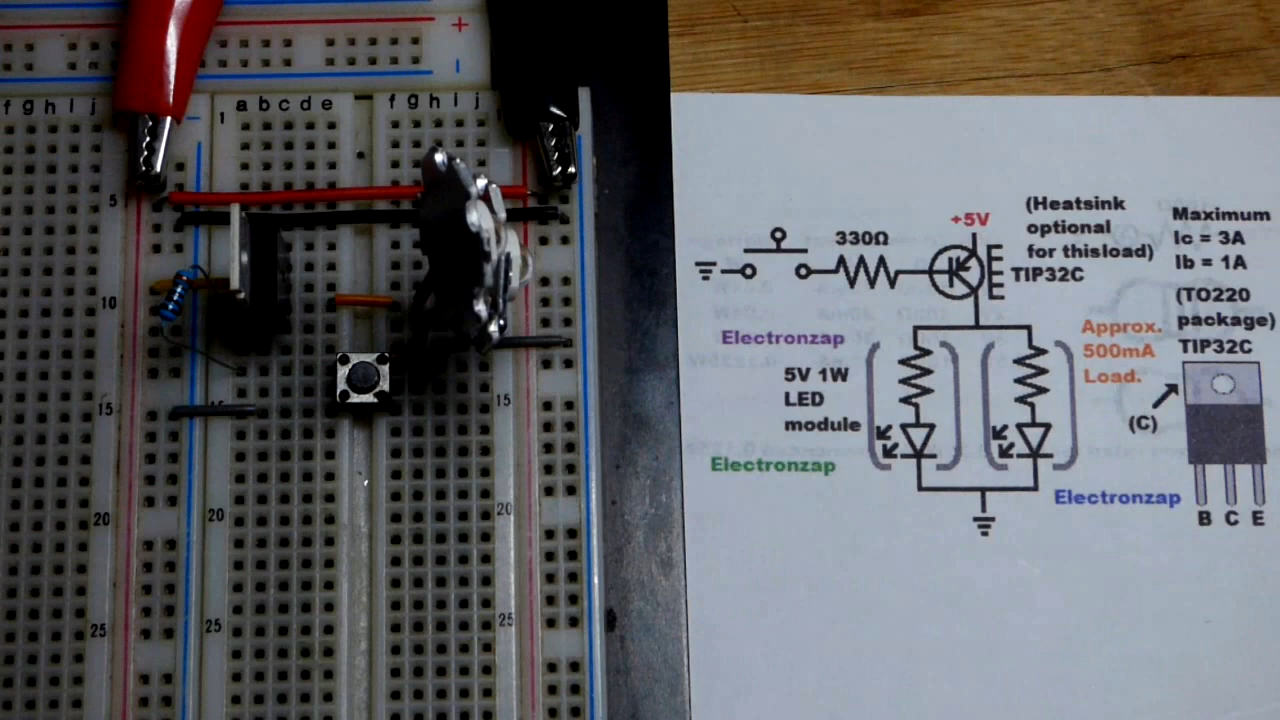 +
f g h i j
a b c d e
f g h i j
1
5
10
10
15
15
20
20
20
25
25
25
+5V
330Ω
(Heatsink
optional
for thisload)
TIP32C
Maximum
Ic = 3A
Ib = 1A
(TO220
package)
TIP32C
(C)
B C E
Electronzap
5V 1W
LED
module
Approx.
500mA
Load.
Electronzap
Electronzap